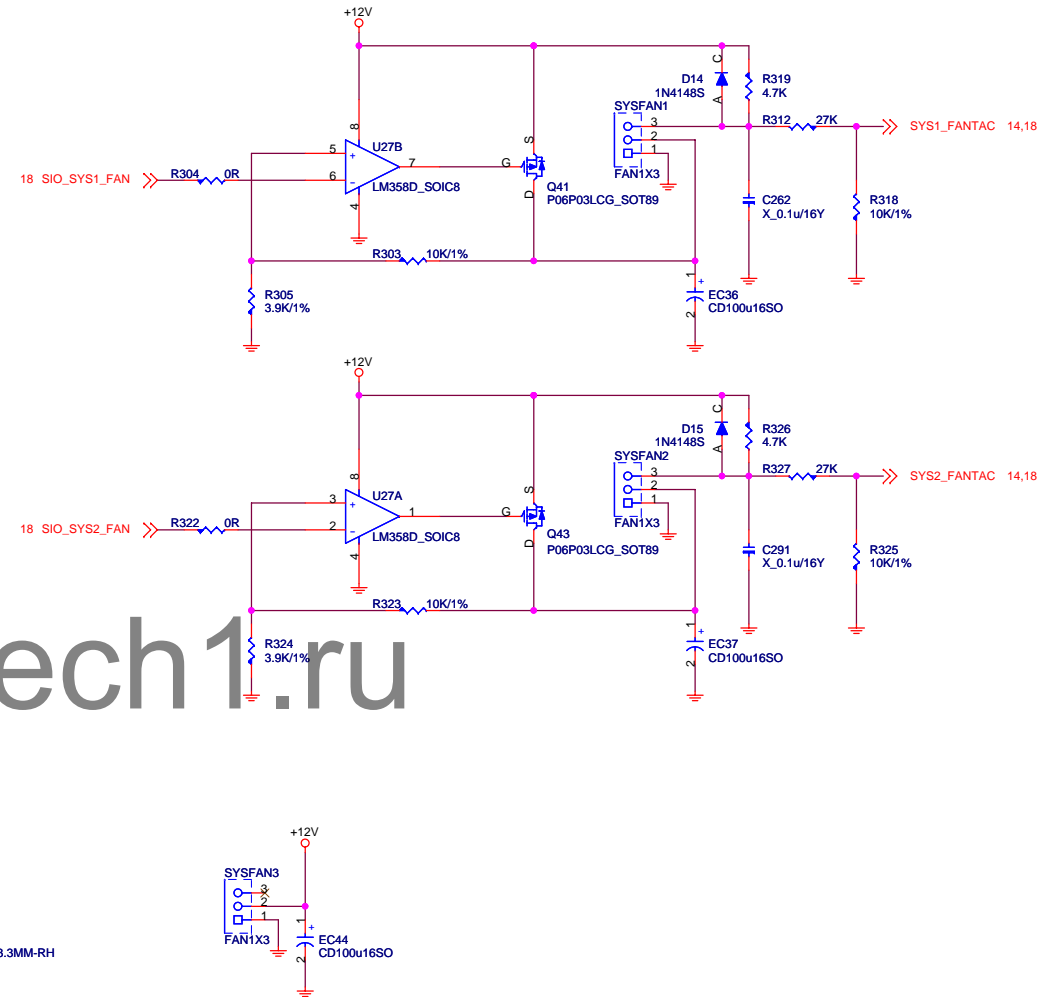 +12V
D14
1N4148S
C
A
R319
4.7K
SYSFAN1
3
2
1
FAN1X3
R312 27K
SYS1_FANTAC 14,18
8
5
+
U27B
7
6
-
LM358D_SOIC8
4
S
G
D
Q41
P06P03LCG_SOT89
18 SIO_SYS1_FAN
R304 0R
C262
X_0.1u/16Y
R318
10K/1%
R303 10K/1%
R305
3.9K/1%
1
+
EC36
CD100u16SO
2
+12V
D15
1N4148S
C
A
R326
4.7K
SYSFAN2
3
2
1
FAN1X3
R327 27K
SYS2_FANTAC 14,18
8
3
+
U27A
1
2
-
LM358D_SOIC8
4
S
G
D
Q43
P06P03LCG_SOT89
18 SIO_SYS2_FAN
R322 0R
C291
X_0.1u/16Y
R325
10K/1%
R323 10K/1%
R324
3.9K/1%
1
+
EC37
CD100u16SO
2
ech1.ru
+12V
SYSFAN3
3
2
1
FAN1X3
1
+
EC44
CD100u16SO
2
3.3MM-RH